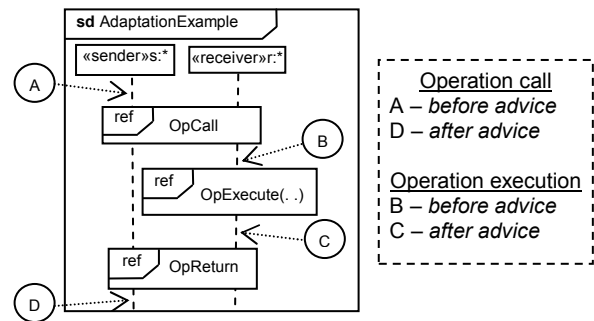 sd AdaptationExample
«sender»s:*
«receiver»r:*
A
ref
OpCall
B
ref
OpExecute(. .)
C
ref
OpReturn
D
Operation call
A – before advice
D – after advice
Operation execution
B – before advice
C – after advice